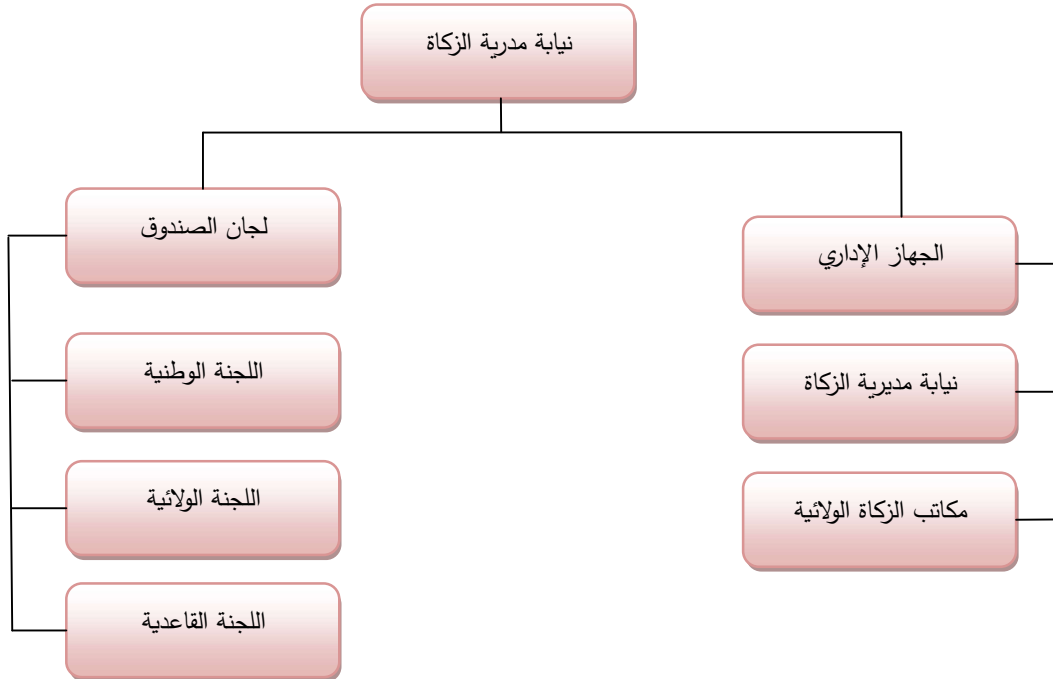 نيابة مدرية الزكاة
لجان الصندوق
الجهاز الإداري
اللجنة الوطنية
نيابة مديرية الزكاة
اللجنة الولائية
مكاتب الزكاة الولائية
اللجنة القاعدية